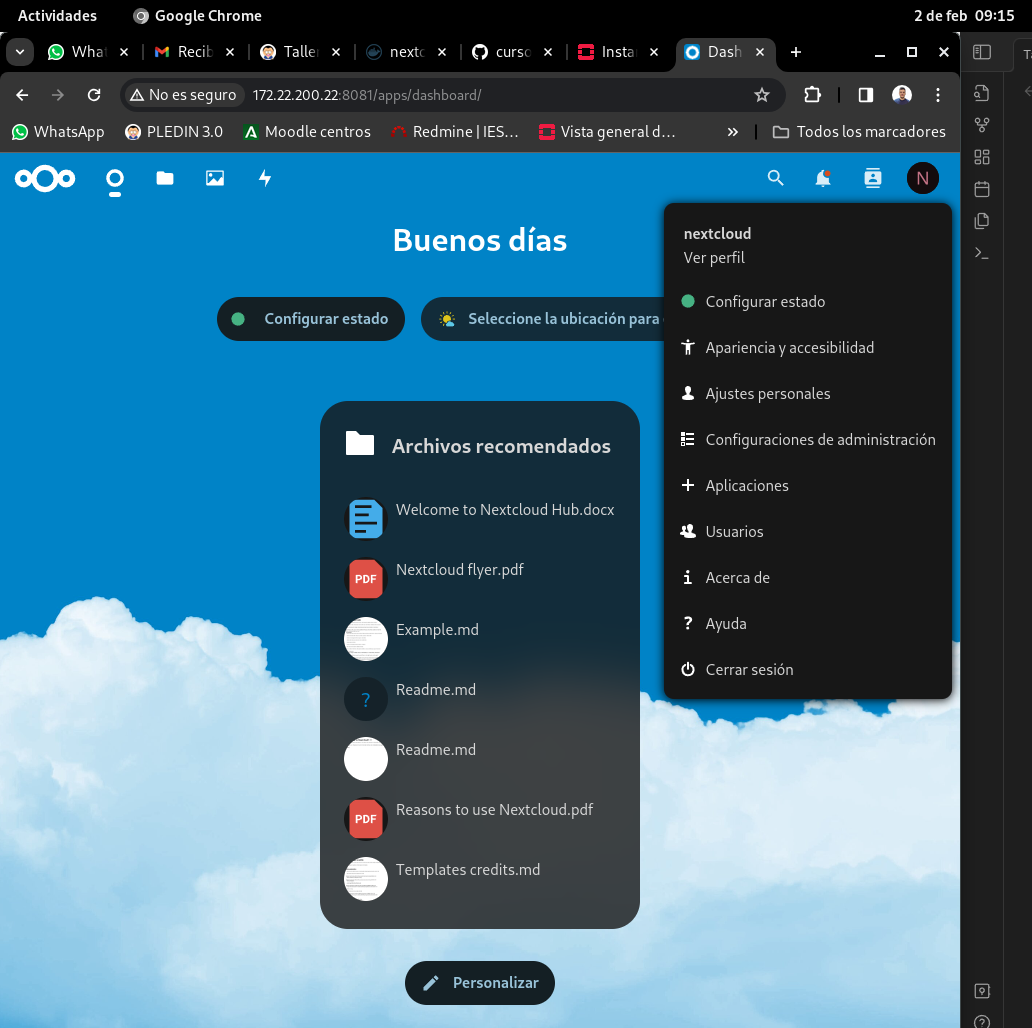 Actividades
Google Chrome
2 de feb 09:15
What
Recib
Taller
nextc
curso
Insta
Dash
No es seguro
172.22.200.22:8081/apps/dashboard/
WhatsApp
PLEDIN 3.0
Moodle centros
Redmine | IES...
Vista general d...
»
Todos los marcadores
N
Buenos días
Configurar estado
Seleccione la ubicación para
Archivos recomendados
Welcome to Nextcloud Hub.docx
PDF
Nextcloud flyer.pdf
Example.md
?
Readme.md
Readme.md
PDF
Reasons to use Nextcloud.pdf
Templates credits.md
Personalizar
nextcloud
Ver perfil
Configurar estado
Apariencia y accesibilidad
Ajustes personales
Configuraciones de administración
Aplicaciones
Usuarios
Acerca de
Ayuda
Cerrar sesión